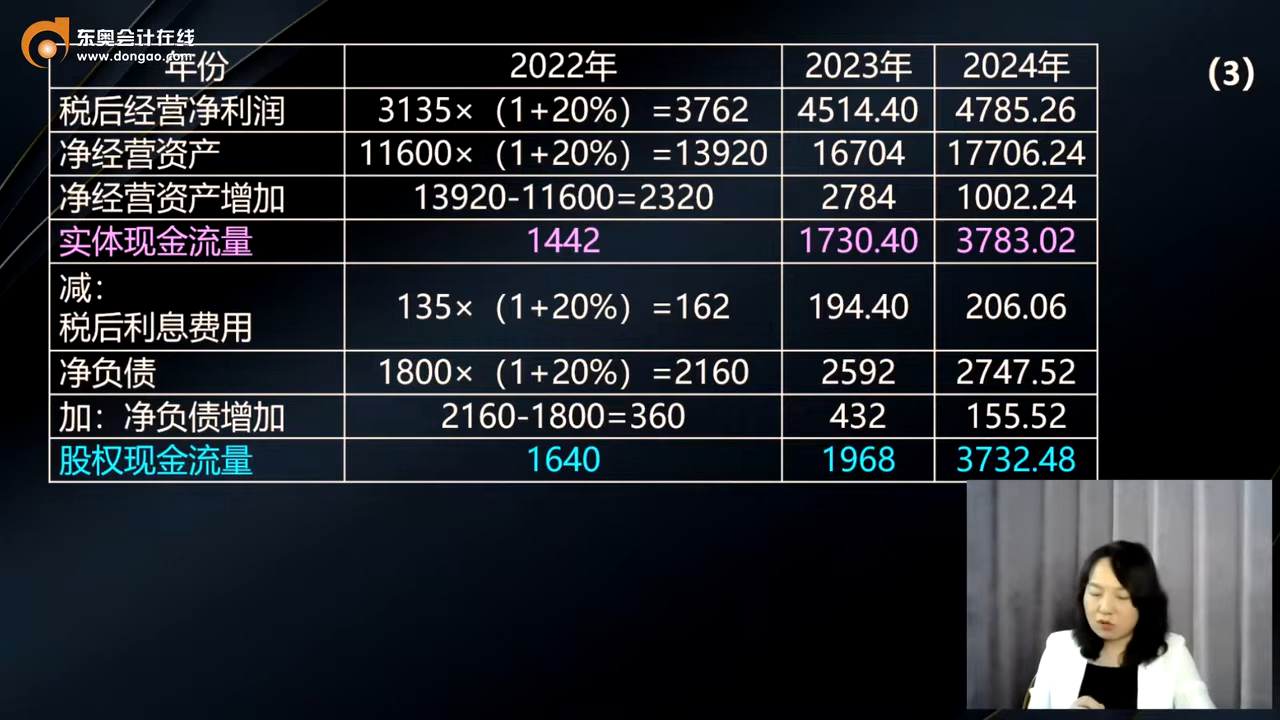 东奥会计在线
www.dongao.com
(3)
年份 2022年 2023年 2024年
税后经营净利润 3135×（1+20%）=3762 4514.40 4785.26
净经营资产 11600×（1+20%）=13920 16704 17706.24
净经营资产增加 13920-11600=2320 2784 1002.24
实体现金流量 1442 1730.40 3783.02
减：
税后利息费用 135×（1+20%）=162 194.40 206.06
净负债 1800×（1+20%）=2160 2592 2747.52
加：净负债增加 2160-1800=360 432 155.52
股权现金流量 1640 1968 3732.48